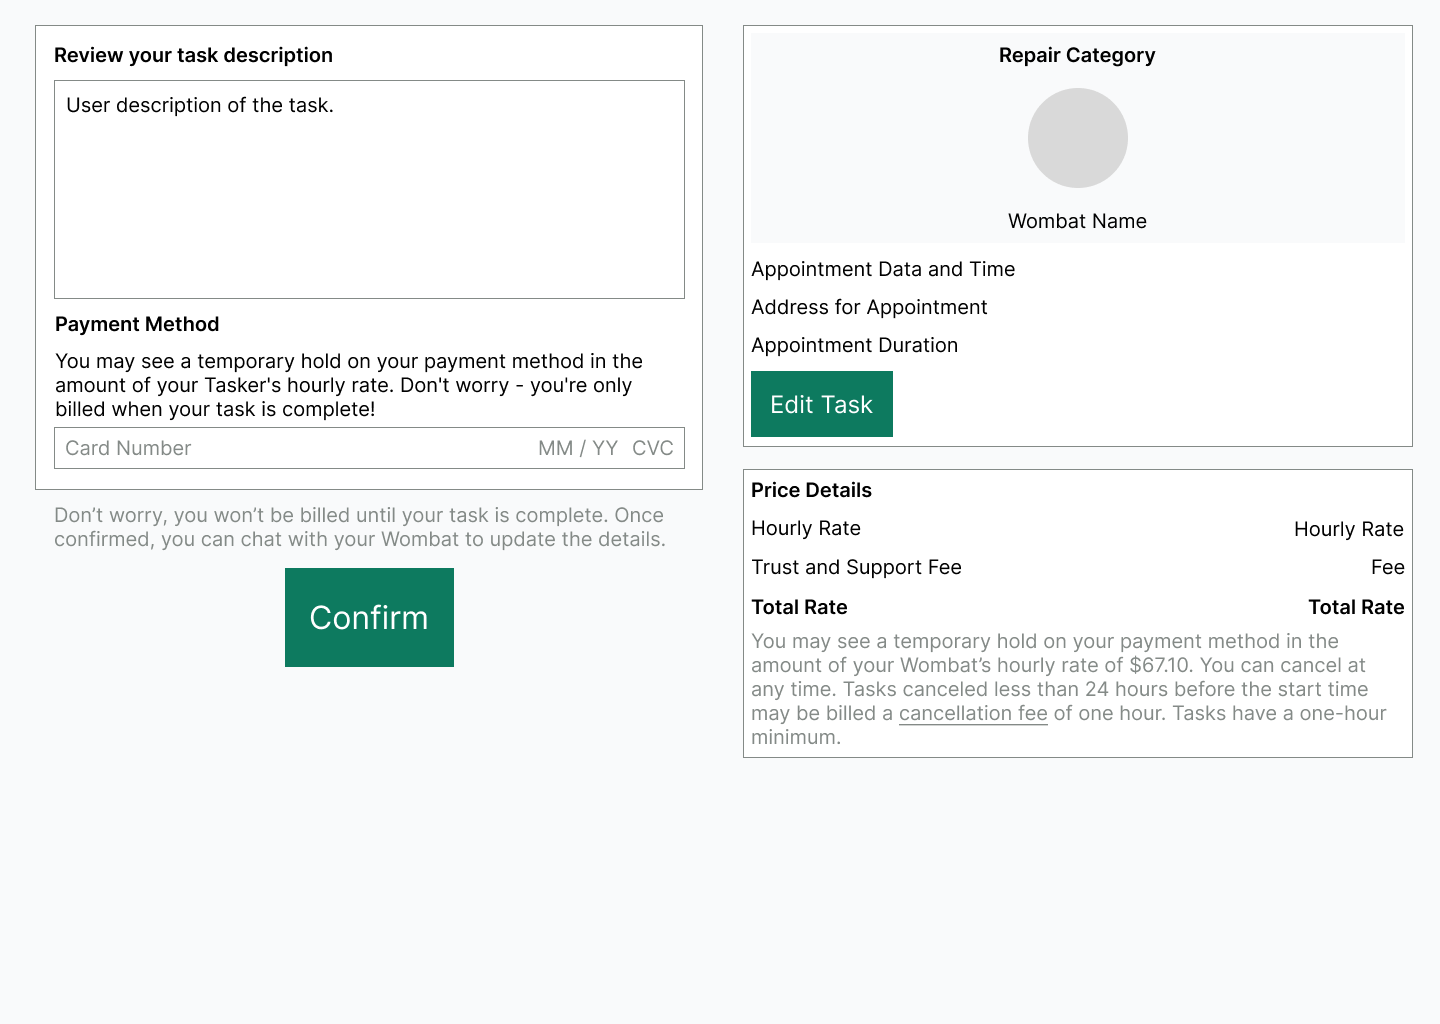 Review your task description
User description of the task.
Payment Method
You may see a temporary hold on your payment method in the
amount of your Tasker's hourly rate. Don't worry - you're only
billed when your task is complete!
Card Number MM / YY CVC
Don’t worry, you won’t be billed until your task is complete. Once
confirmed, you can chat with your Wombat to update the details.
Confirm
Repair Category
Wombat Name
Appointment Data and Time
Address for Appointment
Appointment Duration
Edit Task
Price Details
Hourly Rate Hourly Rate
Trust and Support Fee Fee
Total Rate Total Rate
You may see a temporary hold on your payment method in the
amount of your Wombat’s hourly rate of $67.10. You can cancel at
any time. Tasks canceled less than 24 hours before the start time
may be billed a cancellation fee of one hour. Tasks have a one-hour
minimum.